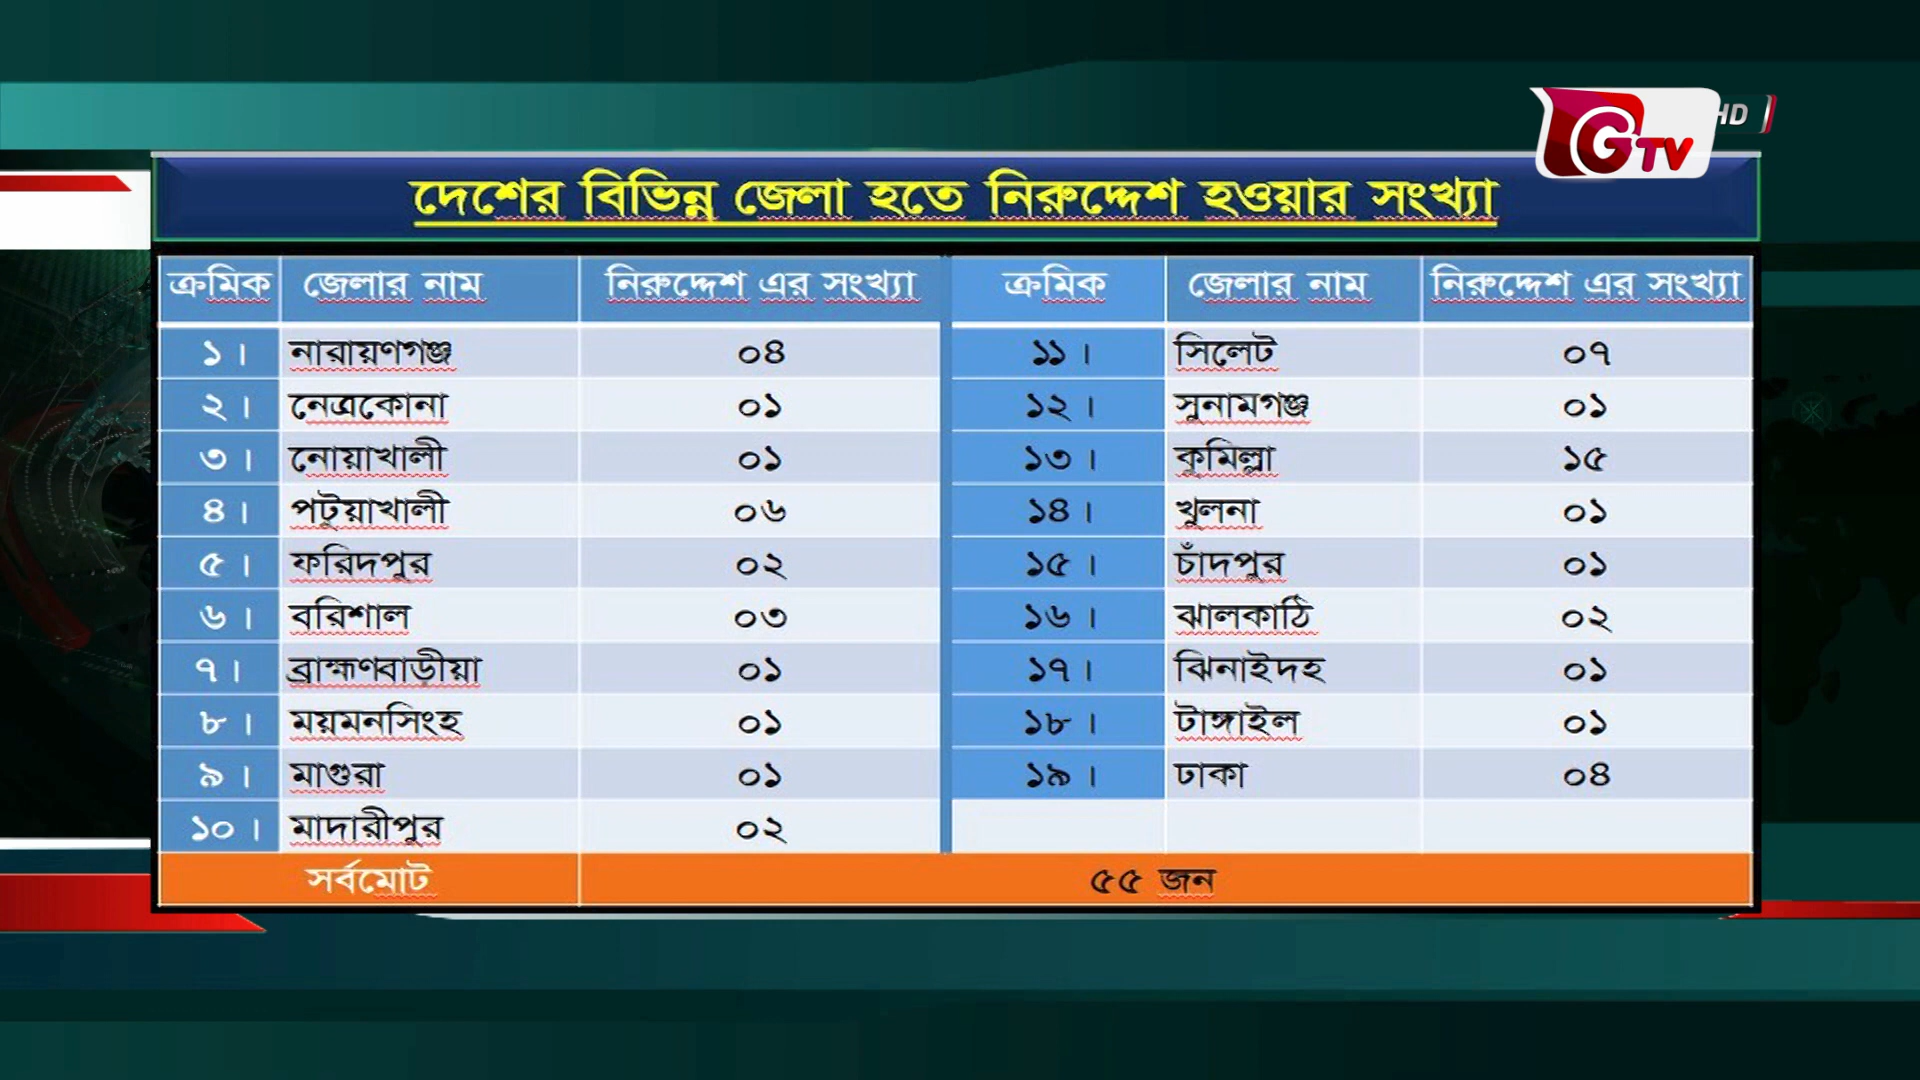 GTV HD
দেশের বিভিন্ন জেলা হতে নিরুদ্দেশ হওয়ার সংখ্যা
ক্রমিক জেলার নাম নিরুদ্দেশ এর সংখ্যা ক্রমিক জেলার নাম নিরুদ্দেশ এর সংখ্যা
১। নারায়ণগঞ্জ ০৪ ১১। সিলেট ০৭
২। নেত্রকোনা ০১ ১২। সুনামগঞ্জ ০১
৩। নোয়াখালী ০১ ১৩। কুমিল্লা ১৫
৪। পটুয়াখালী ০৬ ১৪। খুলনা ০১
৫। ফরিদপুর ০২ ১৫। চাঁদপুর ০১
৬। বরিশাল ০৩ ১৬। ঝালকাঠি ০২
৭। ব্রাহ্মণবাড়ীয়া ০১ ১৭। ঝিনাইদহ ০১
৮। ময়মনসিংহ ০১ ১৮। টাঙ্গাইল ০১
৯। মাগুরা ০১ ১৯। ঢাকা ০৪
১০। মাদারীপুর ০২
সর্বমোট ৫৫ জন